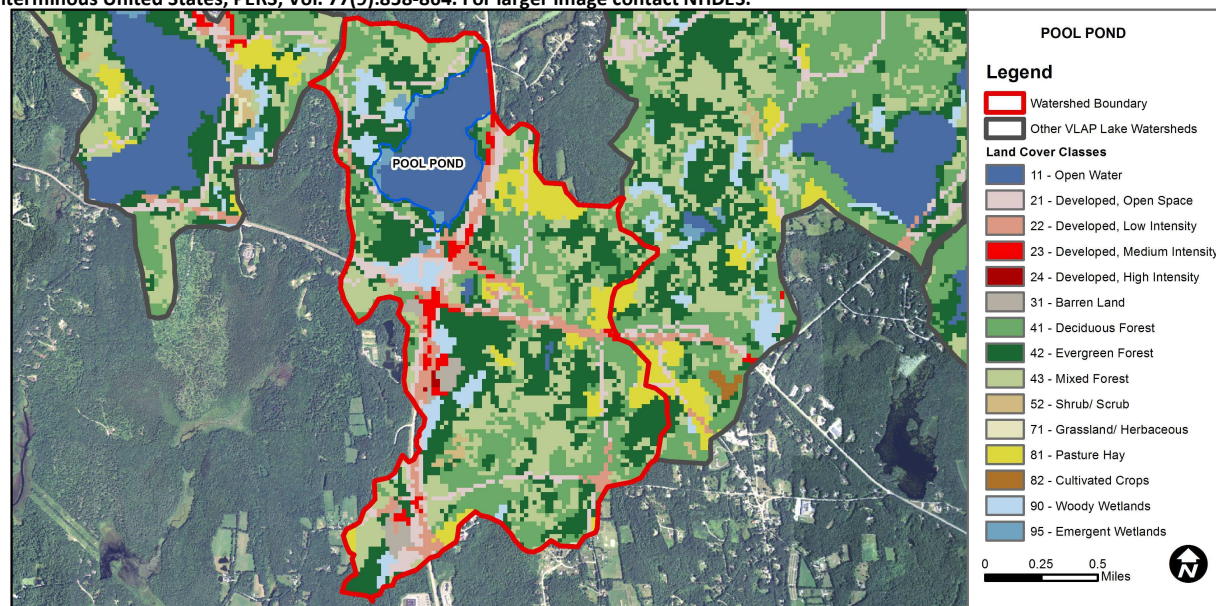 nterminous United States, PERS, Vol. 77(9):858-864. For larger image contact NHDES.
POOL POND
POOL POND
Legend
Watershed Boundary
Other VLAP Lake Watersheds
Land Cover Classes
11 - Open Water
21 - Developed, Open Space
22 - Developed, Low Intensity
23 - Developed, Medium Intensity
24 - Developed, High Intensity
31 - Barren Land
41 - Deciduous Forest
42 - Evergreen Forest
43 - Mixed Forest
52 - Shrub/ Scrub
71 - Grassland/ Herbaceous
81 - Pasture Hay
82 - Cultivated Crops
90 - Woody Wetlands
95 - Emergent Wetlands
0 0.25 0.5
Miles
N